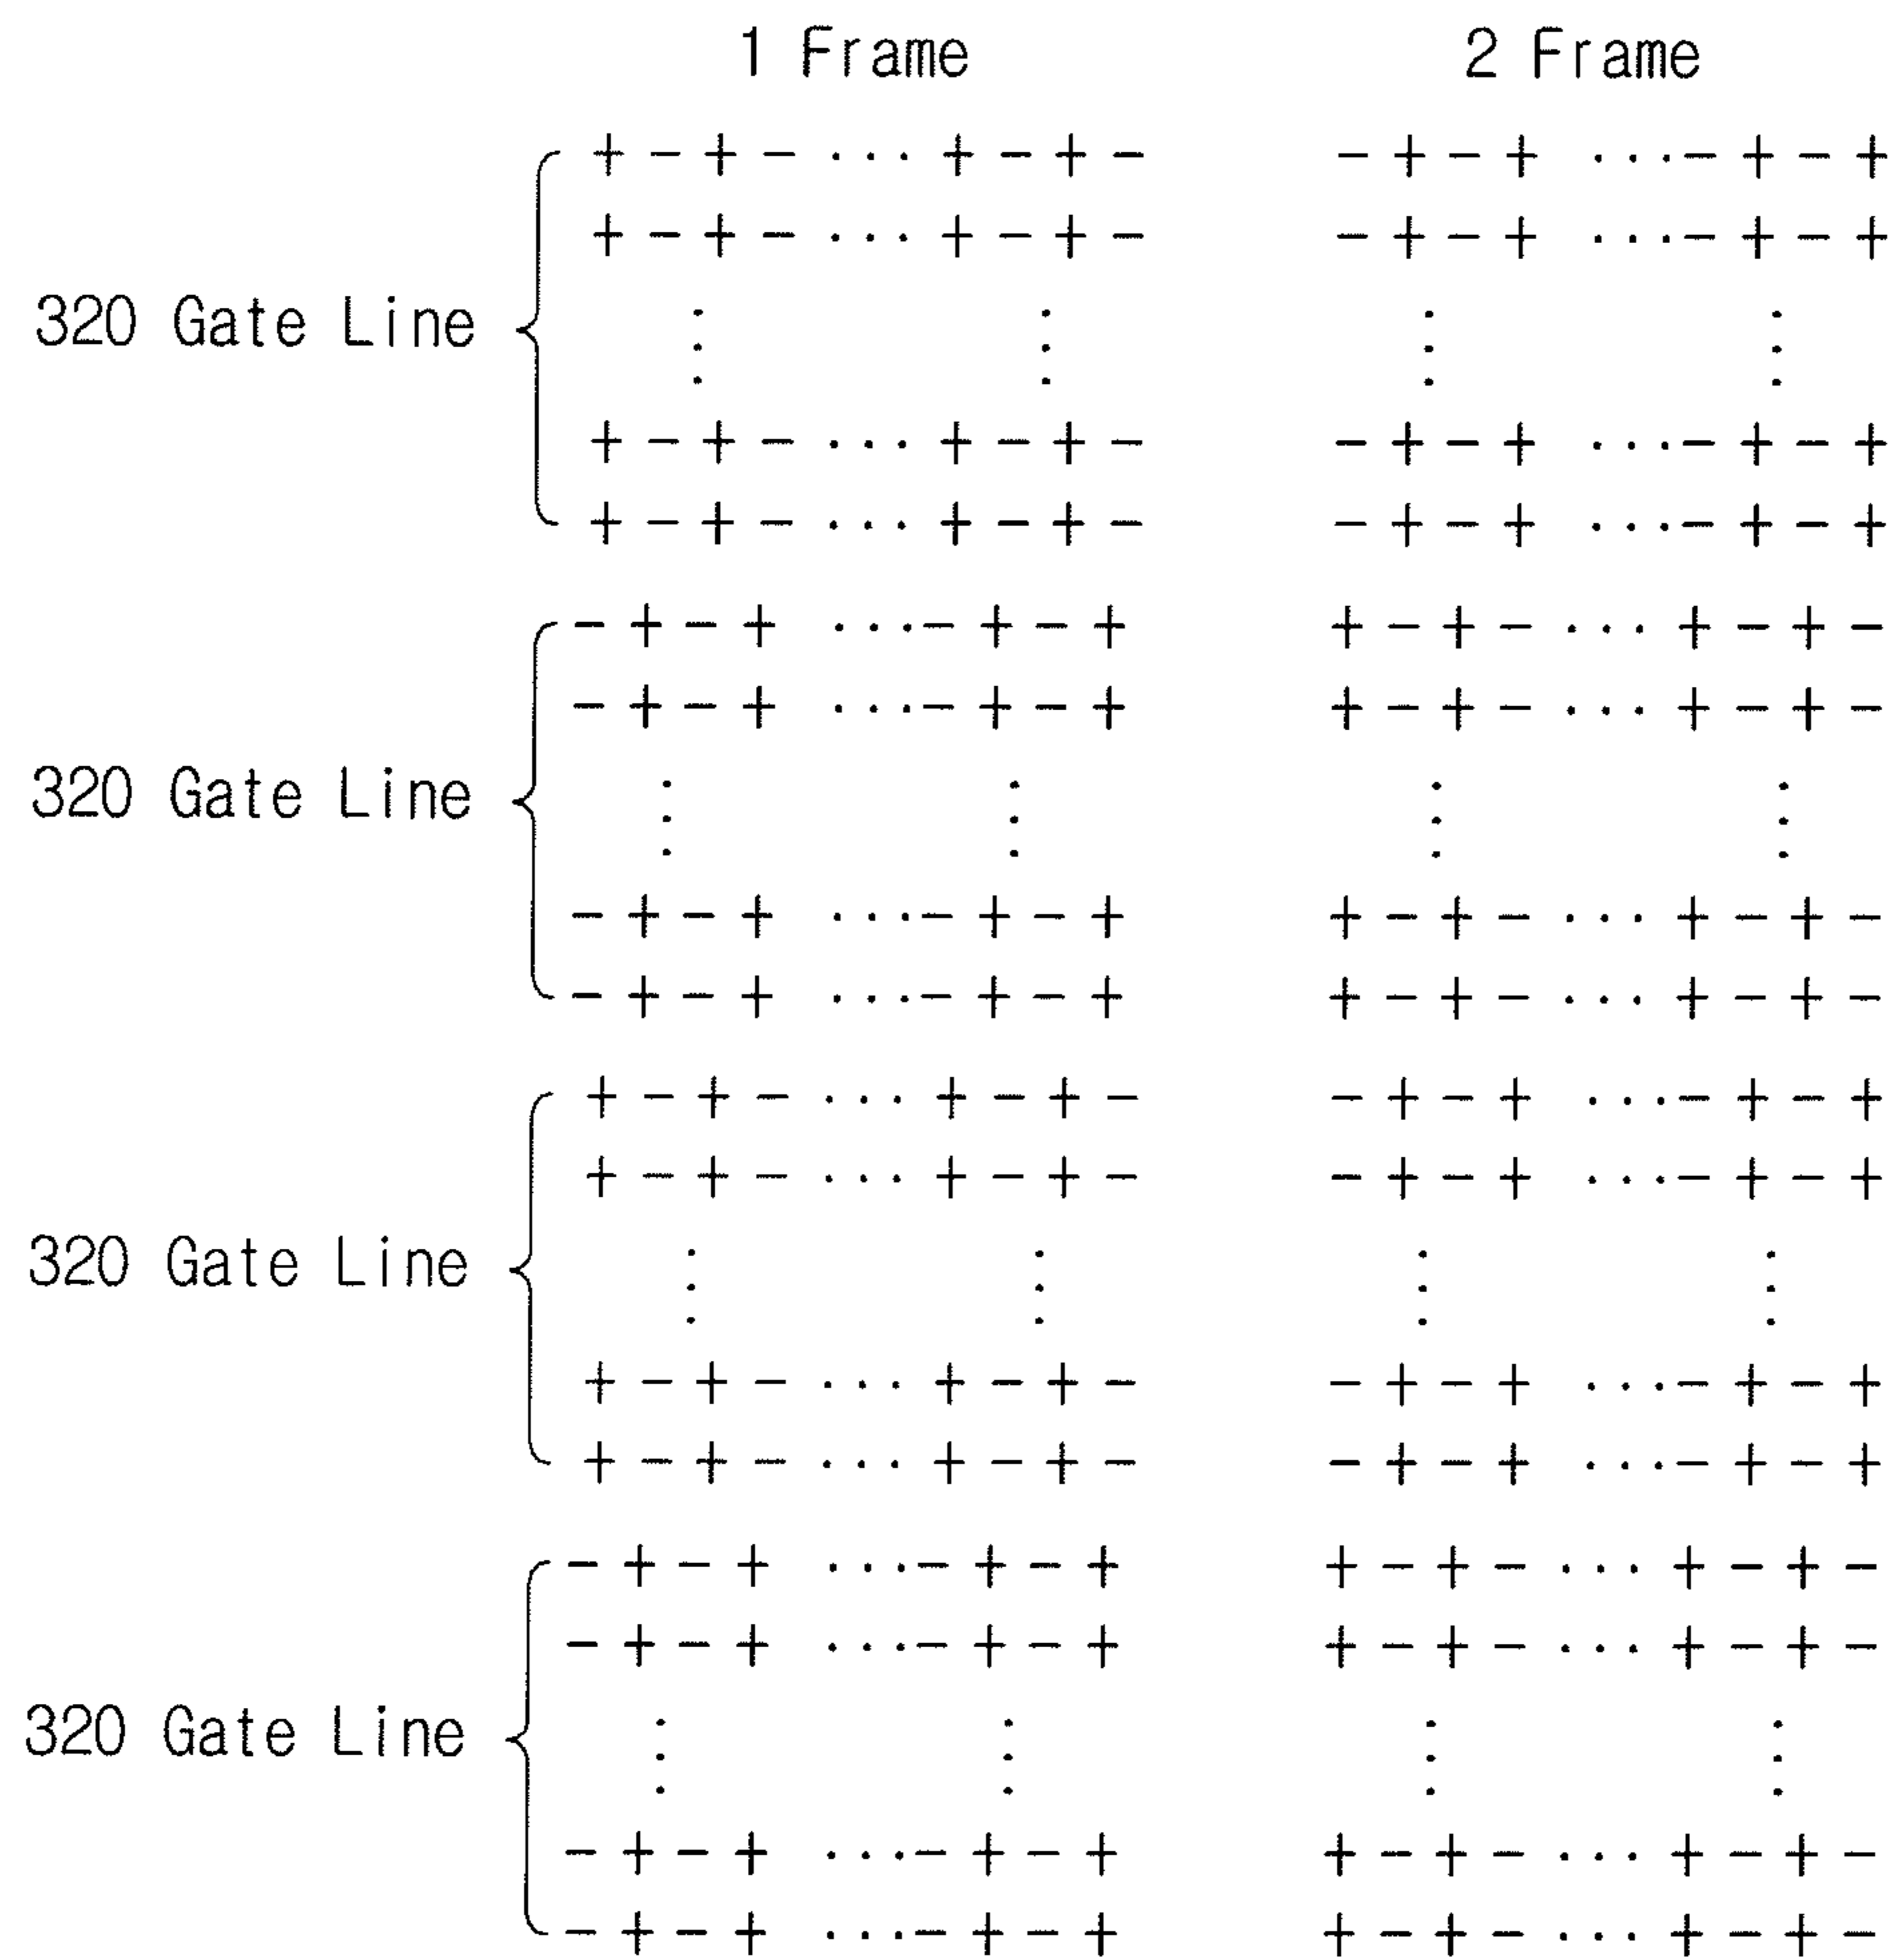 1 Frame 2 Frame
+ − + − ... + − + − − + − + ... − + − +
+ − + − ... + − + − − + − + ... − + − +
320 Gate Line
+ − + − ... + − + − − + − + ... − + − +
+ − + − ... + − + − − + − + ... − + − +
− + − + ... − + − + + − + − ... + − + −
− + − + ... − + − + + − + − ... + − + −
320 Gate Line
− + − + ... − + − + + − + − ... + − + −
− + − + ... − + − + + − + − ... + − + −
+ − + − ... + − + − − + − + ... − + − +
+ − + − ... + − + − − + − + ... − + − +
320 Gate Line
+ − + − ... + − + − − + − + ... − + − +
+ − + − ... + − + − − + − + ... − + − +
− + − + ... − + − + + − + − ... + − + −
− + − + ... − + − + + − + − ... + − + −
320 Gate Line
− + − + ... − + − + + − + − ... + − + −
− + − + ... − + − + + − + − ... + − + −